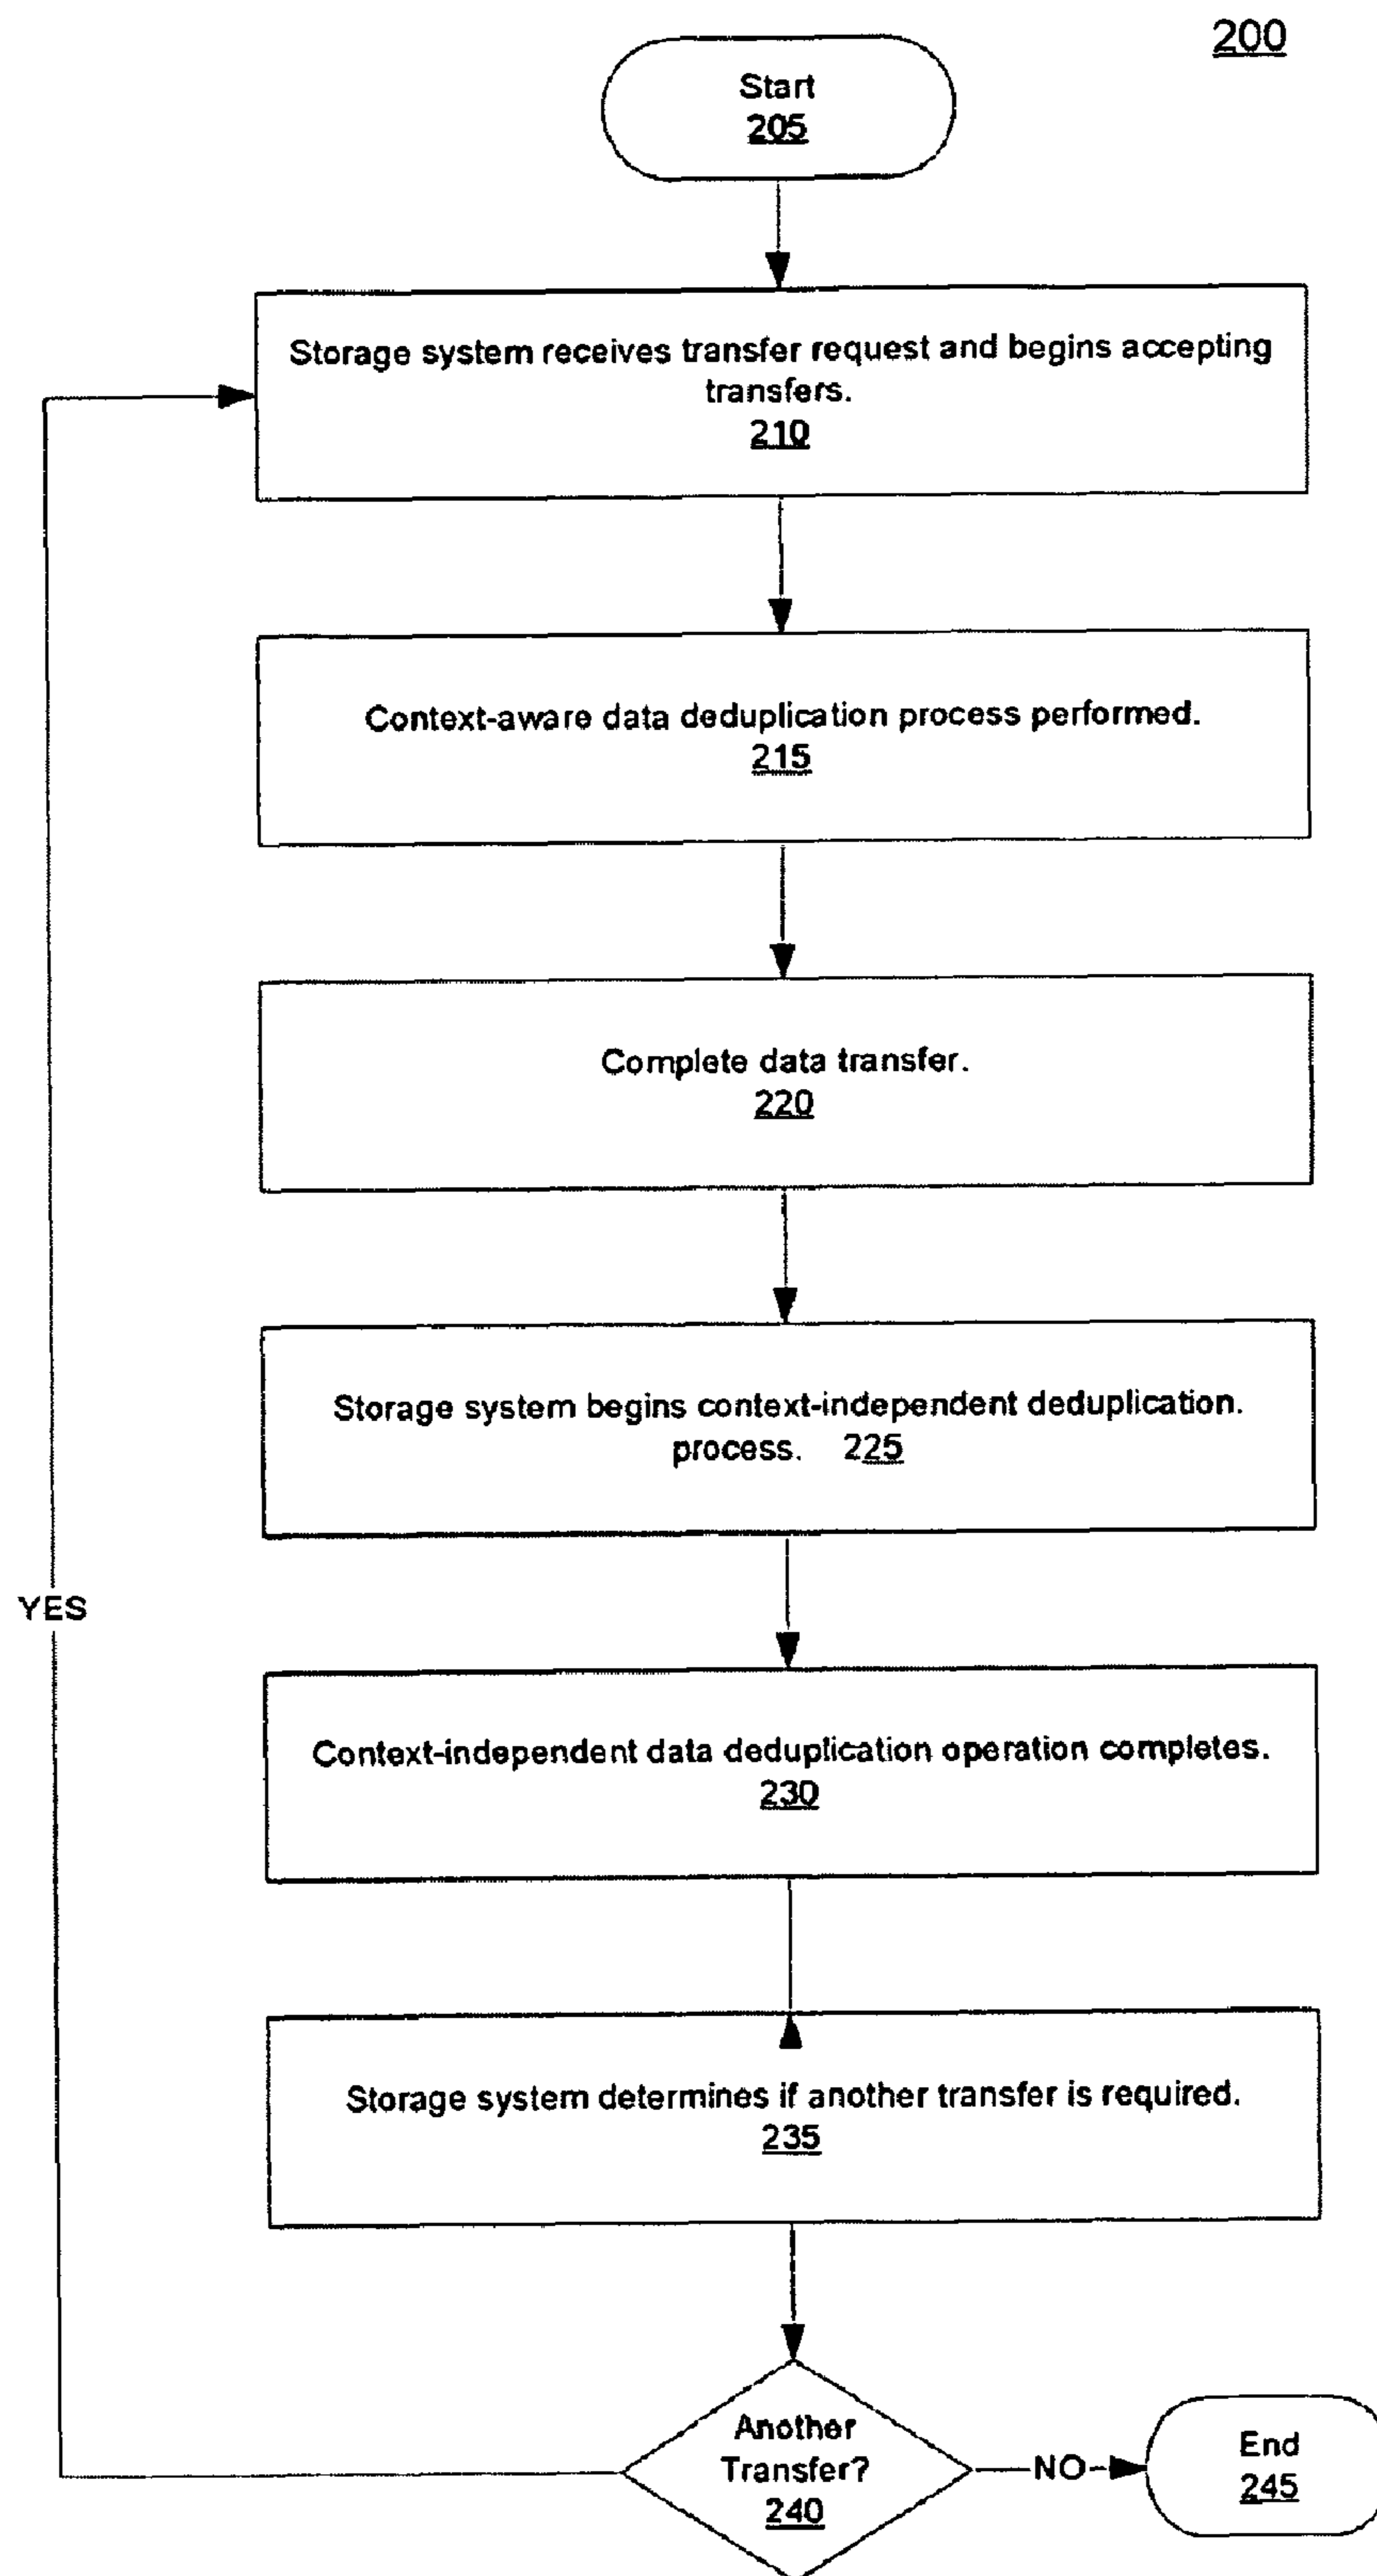 200
Start
205
Storage system receives transfer request and begins accepting
transfers.
210
Context-aware data deduplication process performed.
215
Complete data transfer.
220
Storage system begins context-independent deduplication.
process. 225
YES
Context-independent data deduplication operation completes.
230
Storage system determines if another transfer is required.
235
Another
Transfer?
240
NO
End
245